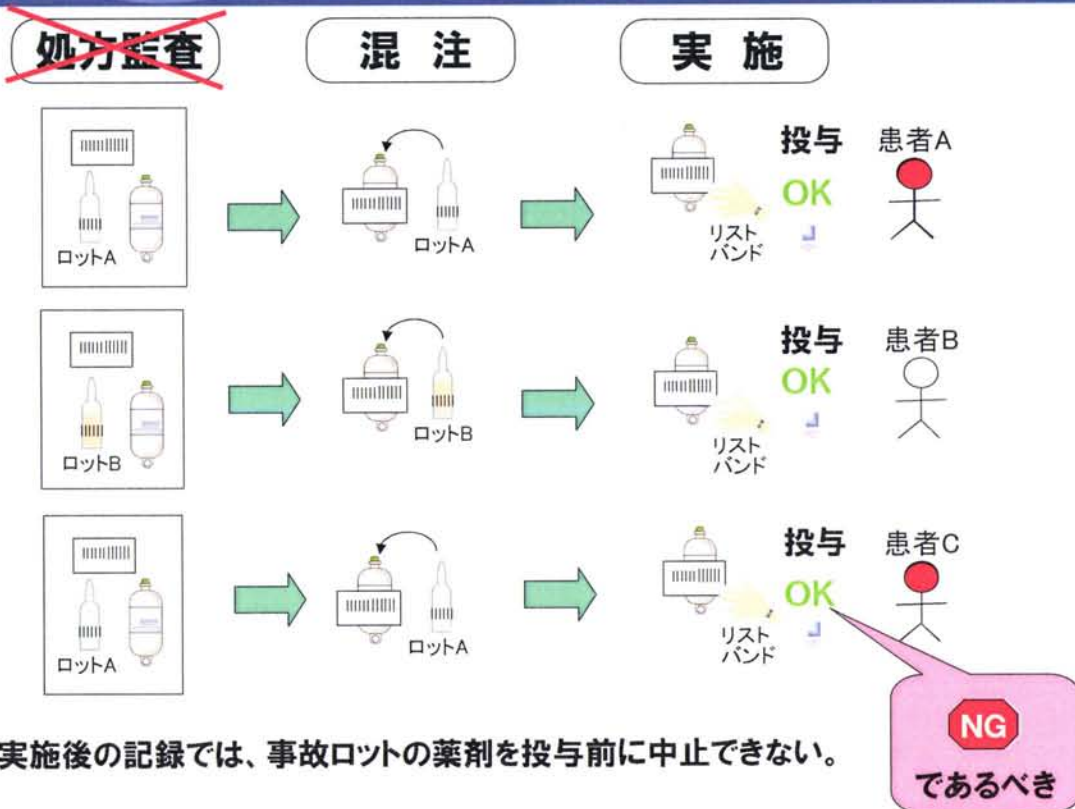 処方監査
混 注
実 施
ロットA
ロットA
投与
OK
リスト
バンド
患者A
ロットB
ロットB
投与
OK
リスト
バンド
患者B
ロットA
ロットA
投与
OK
リスト
バンド
患者C
NG
であるべき
実施後の記録では、事故ロットの薬剤を投与前に中止できない。